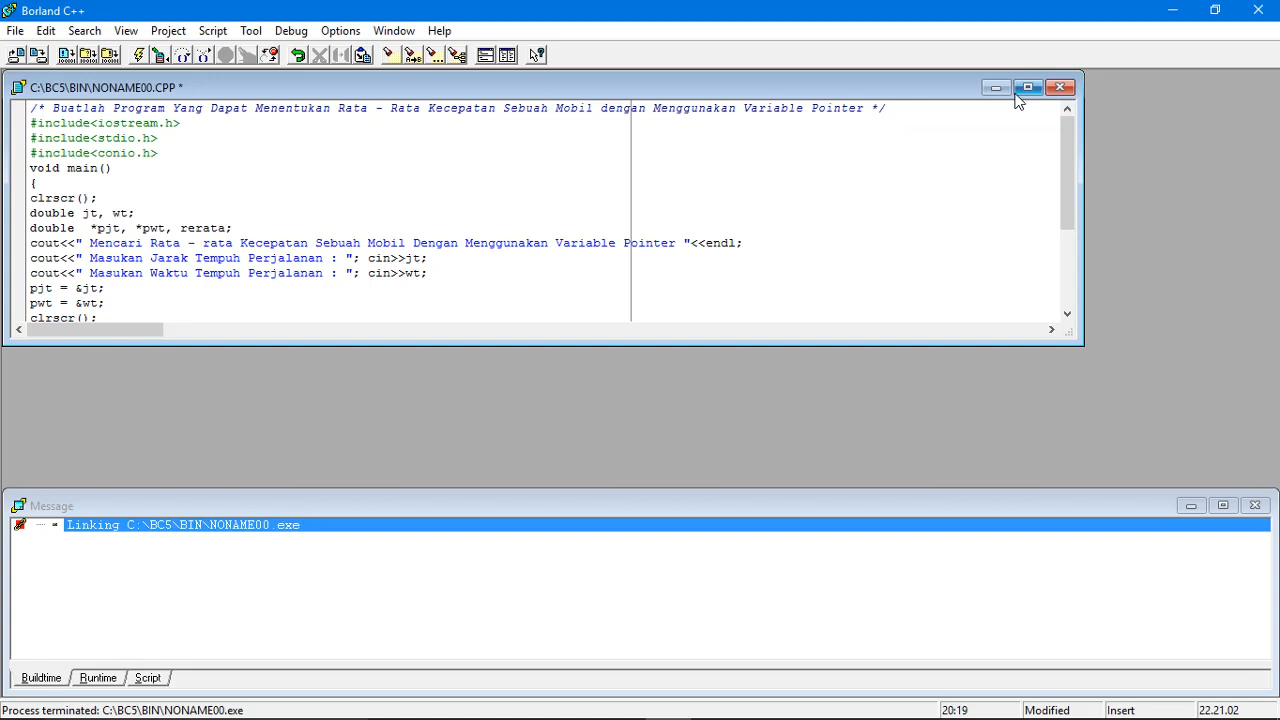 Borland C++
File Edit Search View Project Script Tool Debug Options Window Help
C:\BC5\BIN\NONAME00.CPP *
/* Buatlah Program Yang Dapat Menentukan Rata - Rata Kecepatan Sebuah Mobil dengan Menggunakan Variable Pointer */
#include<iostream.h>
#include<stdio.h>
#include<conio.h>
void main()
{
clrscr();
double jt, wt;
double  *pjt, *pwt, rerata;
cout<<" Mencari Rata - rata Kecepatan Sebuah Mobil Dengan Menggunakan Variable Pointer "<<endl;
cout<<" Masukan Jarak Tempuh Perjalanan : "; cin>>jt;
cout<<" Masukan Waktu Tempuh Perjalanan : "; cin>>wt;
pjt = &jt;
pwt = &wt;
clrscr();
Message
Linking C:\BC5\BIN\NONAME00.exe
Buildtime Runtime Script
Process terminated: C:\BC5\BIN\NONAME00.exe 20:19 Modified Insert 22.21.02